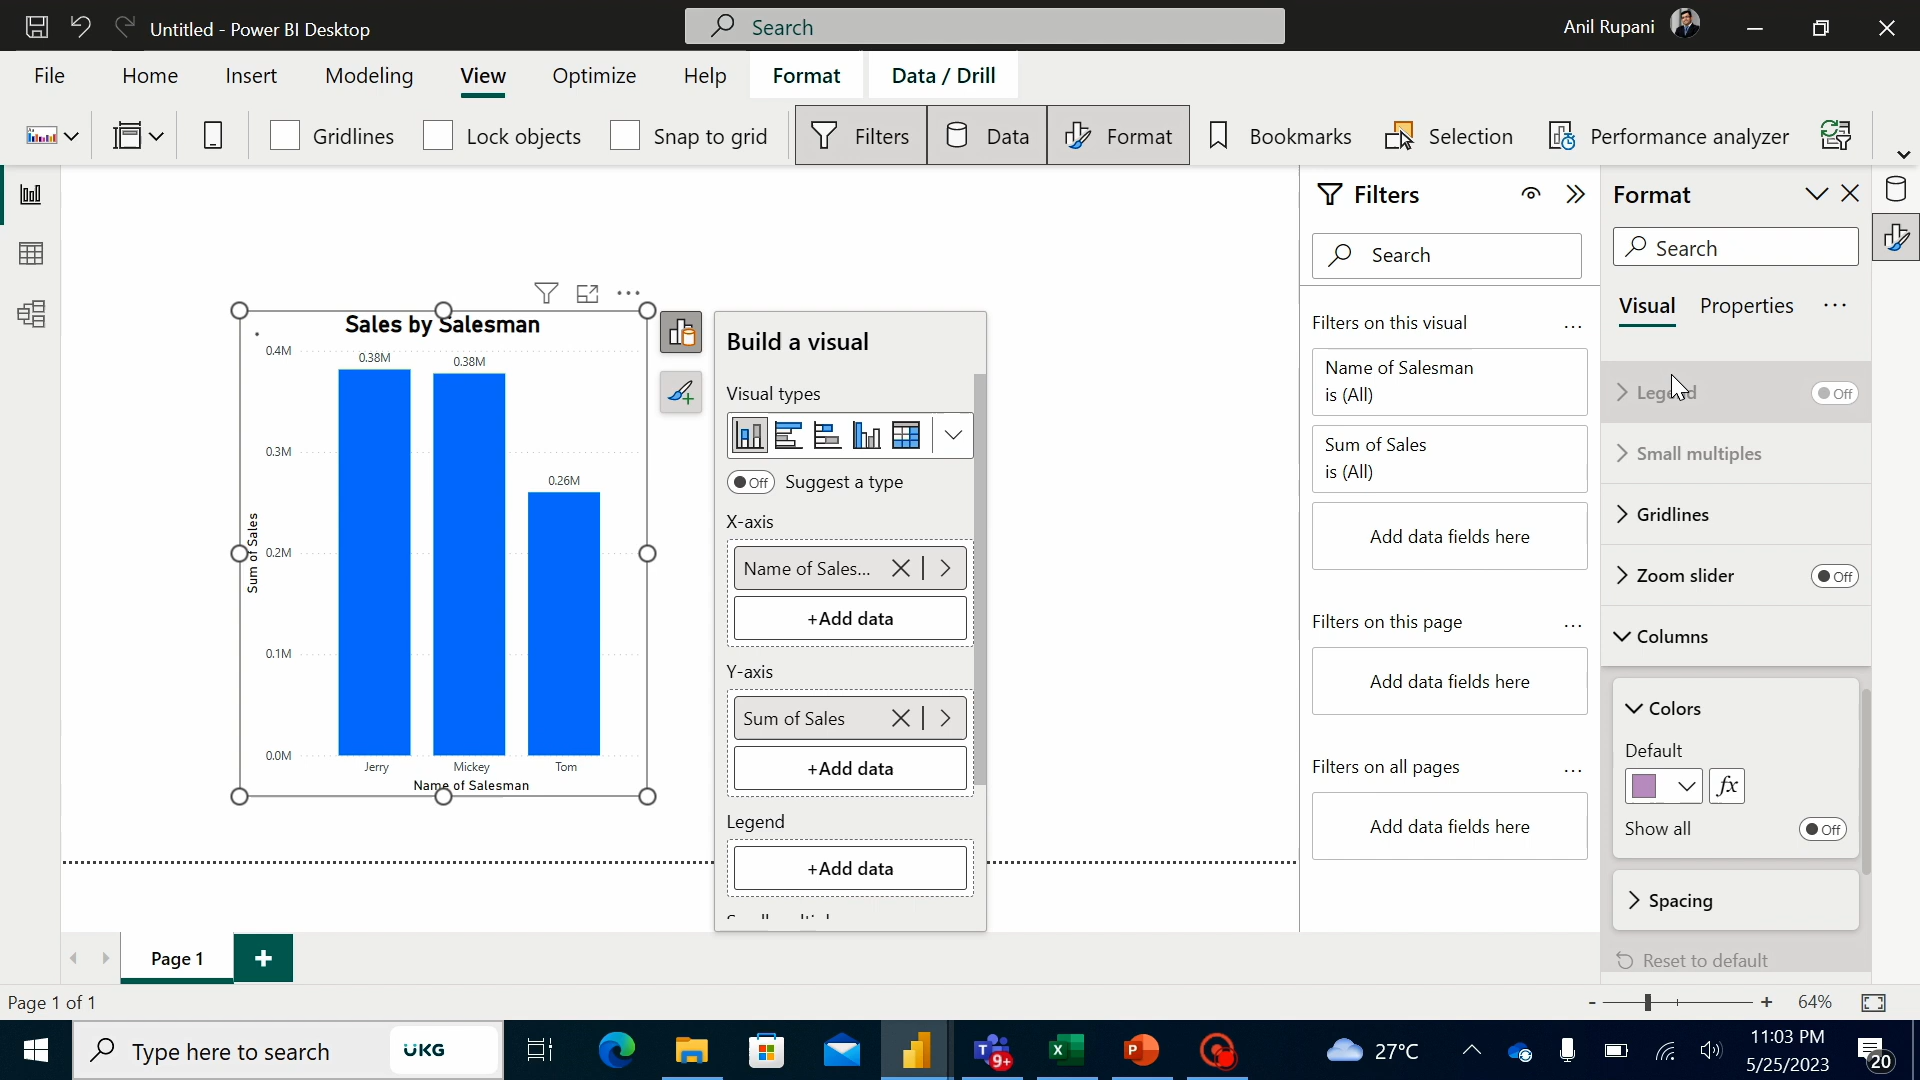 Untitled - Power BI Desktop
Search
Anil Rupani
File
Home
Insert
Modeling
View
Optimize
Help
Format
Data / Drill
Gridlines
Lock objects
Snap to grid
Filters
Data
Format
Bookmarks
Selection
Performance analyzer
Sales by Salesman
0.4M
0.3M
0.2M
0.1M
0.0M
0.38M
0.38M
0.26M
Sum of Sales
Jerry
Mickey
Tom
Name of Salesman
Build a visual
Visual types
Off
Suggest a type
X-axis
Name of Sales...
+Add data
Y-axis
Sum of Sales
+Add data
Legend
+Add data
Filters
Search
Filters on this visual
Name of Salesman
is (All)
Sum of Sales
is (All)
Add data fields here
Filters on this page
Add data fields here
Filters on all pages
Add data fields here
Format
Search
Visual
Properties
Legend
Off
Small multiples
Gridlines
Zoom slider
Off
Columns
Colors
Default
fx
Show all
Off
Spacing
Reset to default
Page 1
Page 1 of 1
- + 64%
Type here to search
UKG
9+
27°C
11:03 PM
5/25/2023
20